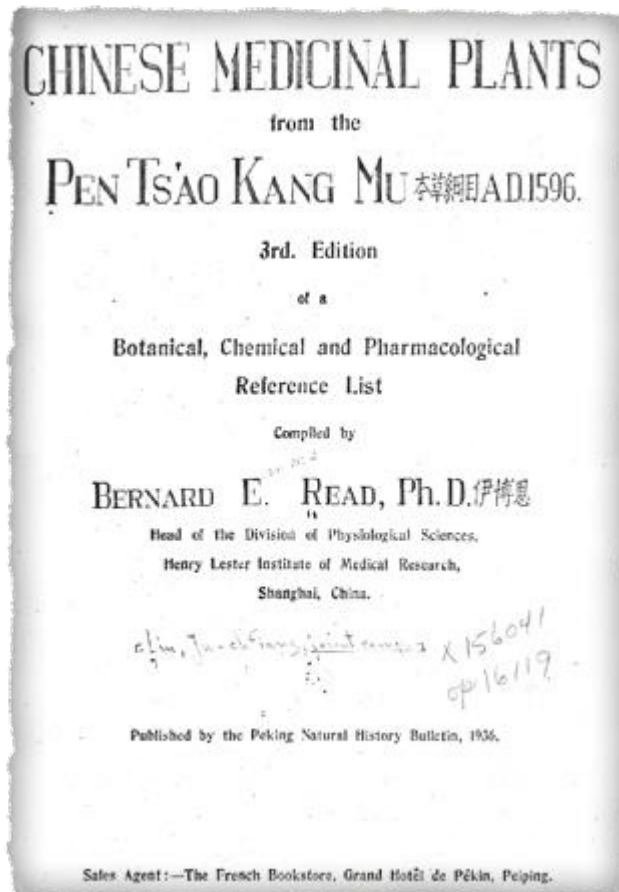 CHINESE MEDICINAL PLANTS
from the
PEN TS'AO KANG MU 本草綱目 A.D. 1596.
3rd. Edition
of a
Botanical, Chemical and Pharmacological
Reference List
Compiled by
BERNARD E. READ, Ph. D. 伊博恩
Head of the Division of Physiological Sciences,
Henry Lester Institute of Medical Research,
Shanghai, China.
X 156041
op 16119
Published by the Peking Natural History Bulletin, 1936.
Sales Agent:—The French Bookstore, Grand Hotêl de Pékin, Peiping.